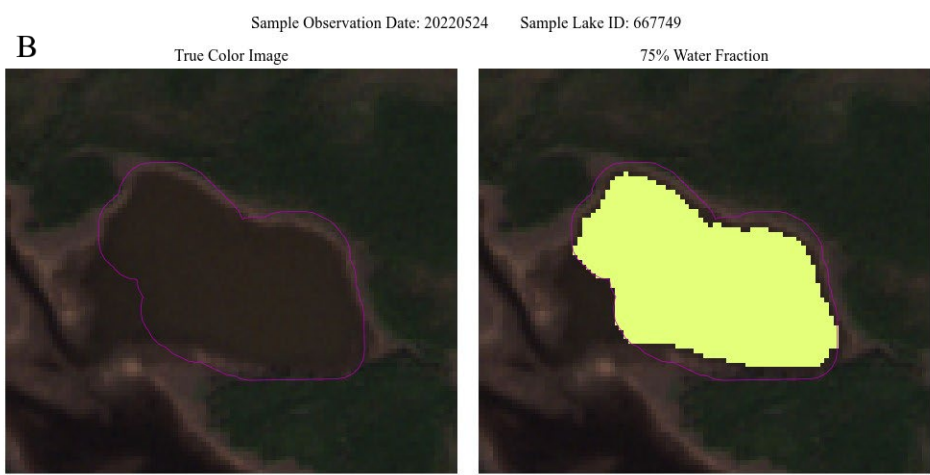 Sample Observation Date: 20220524 Sample Lake ID: 667749
B
True Color Image 75% Water Fraction